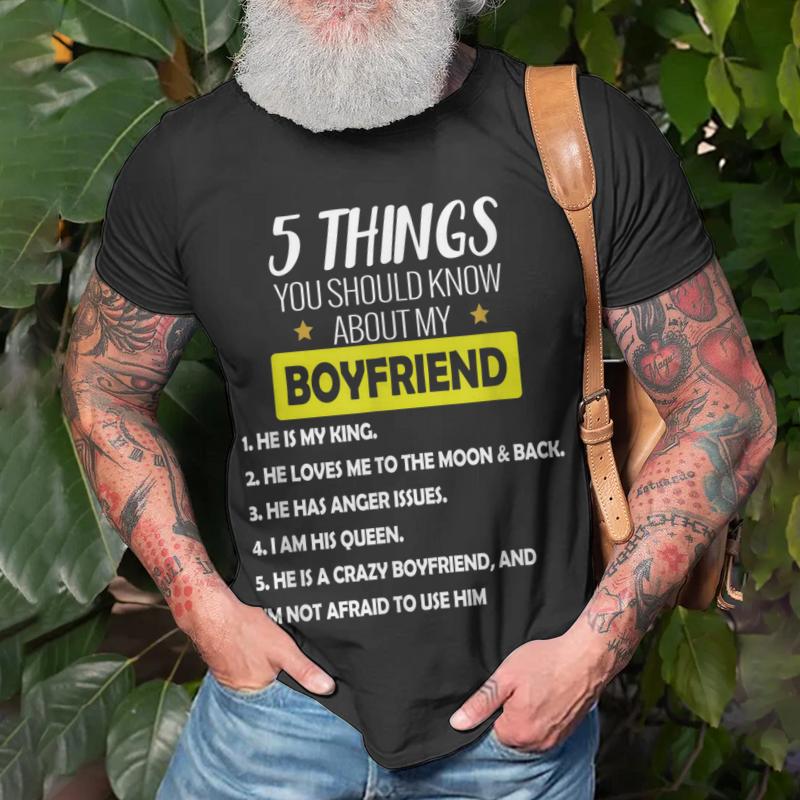 5 THINGS
YOU SHOULD KNOW
ABOUT MY
BOYFRIEND
1. HE IS MY KING.
2. HE LOVES ME TO THE MOON & BACK.
3. HE HAS ANGER ISSUES.
4. I AM HIS QUEEN.
5. HE IS A CRAZY BOYFRIEND, AND
'M NOT AFRAID TO USE HIM
Estuardo